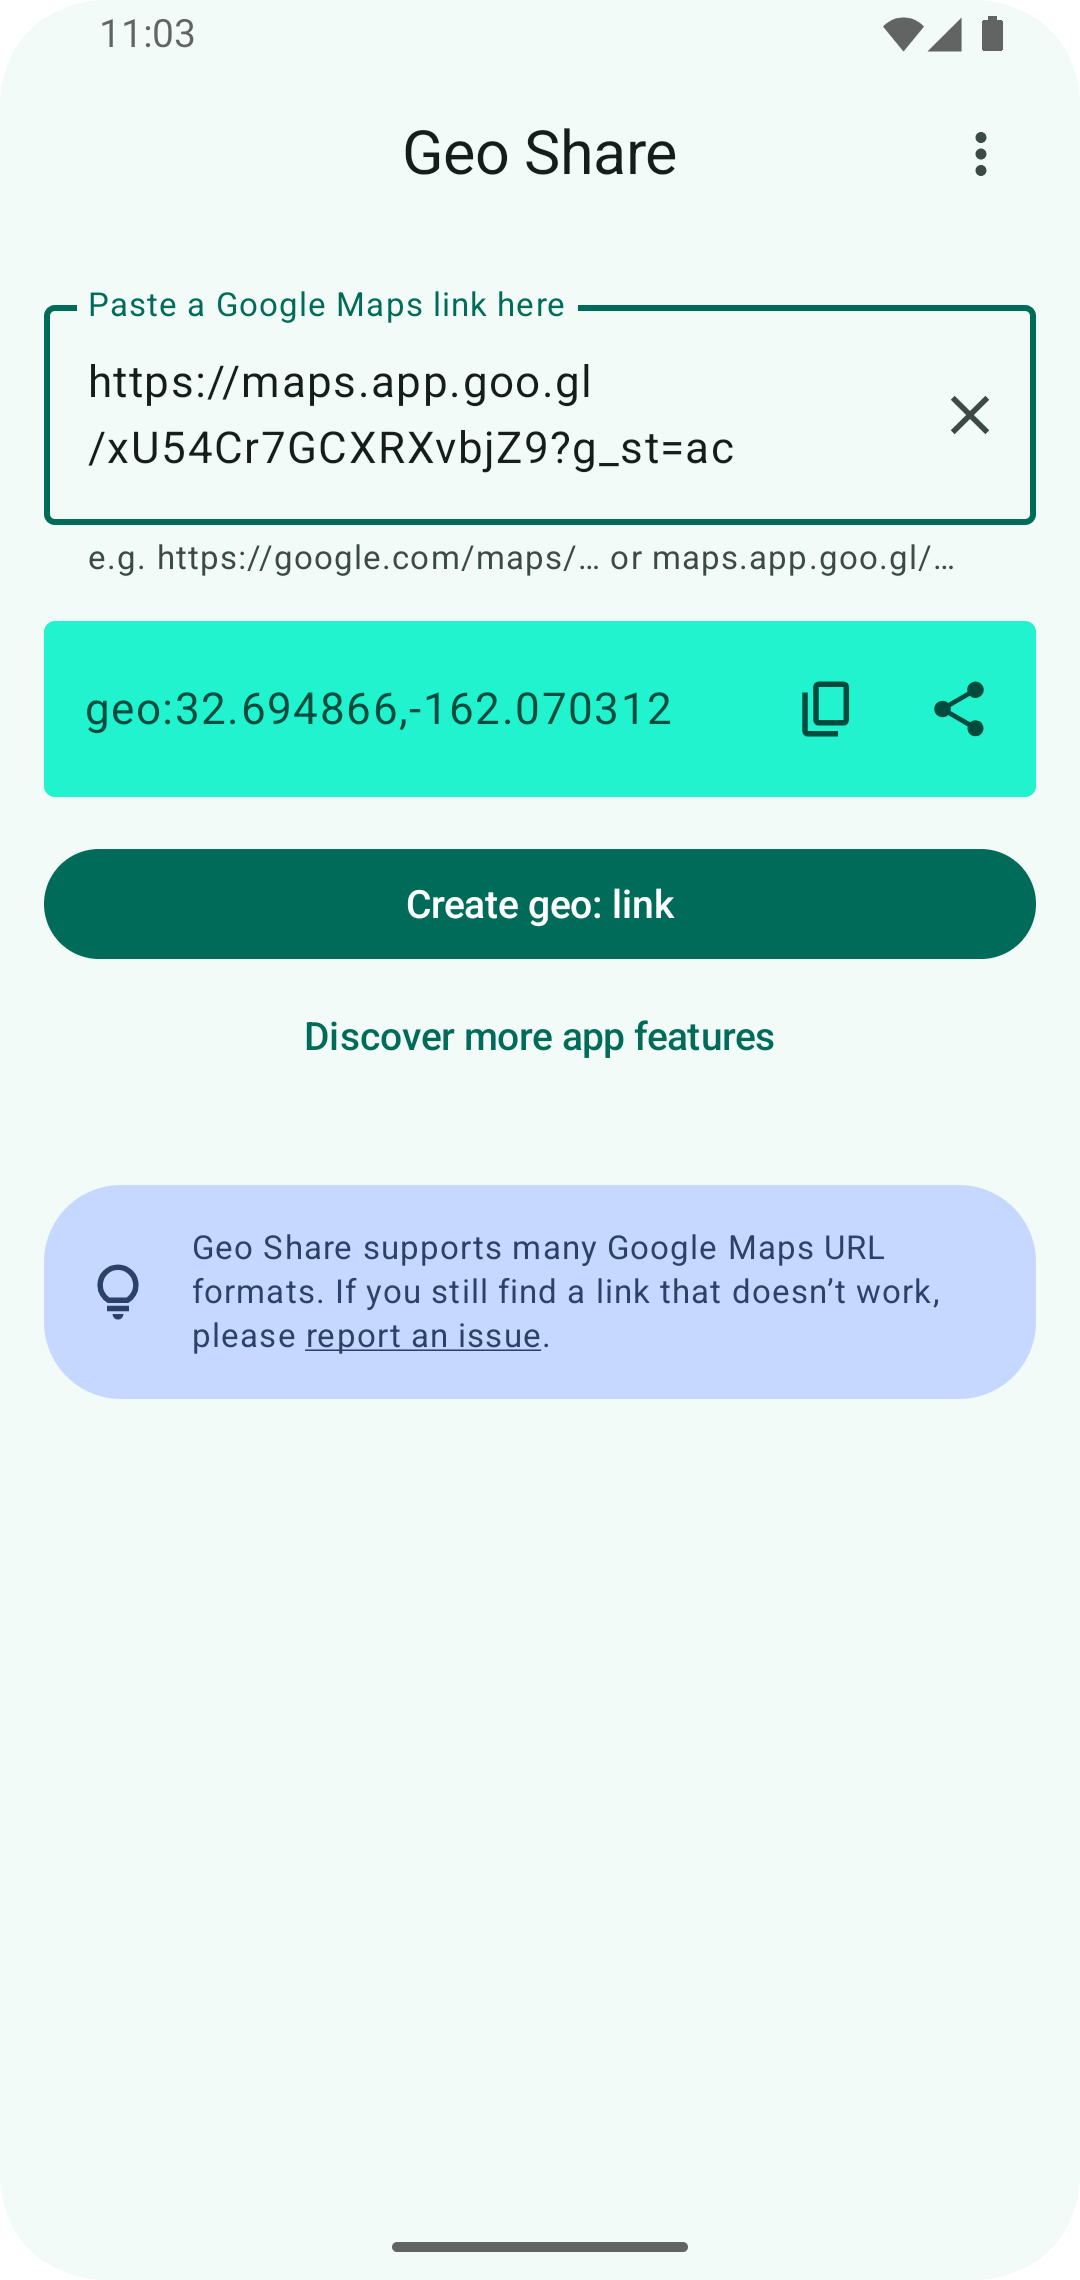 11:03
Geo Share
Paste a Google Maps link here
https://maps.app.goo.gl
/xU54Cr7GCXRXvbjZ9?g_st=ac
e.g. https://google.com/maps/… or maps.app.goo.gl/…
geo:32.694866,-162.070312
Create geo: link
Discover more app features
Geo Share supports many Google Maps URL
formats. If you still find a link that doesn’t work,
please report an issue.